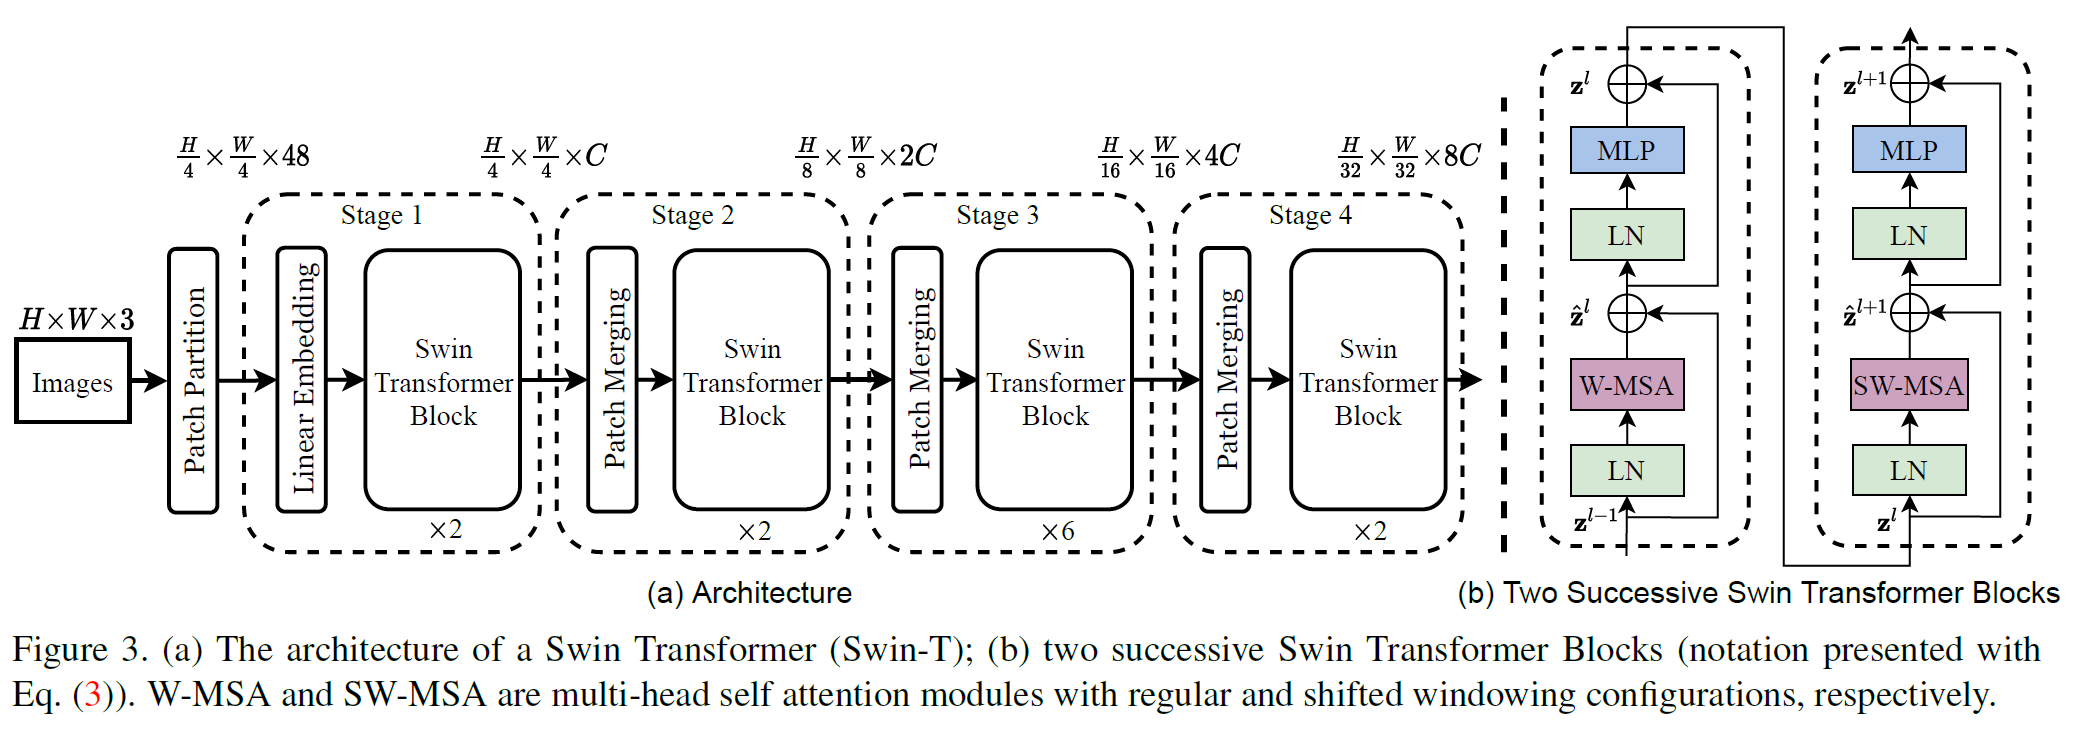 H×W×3
Images
Patch Partition
H/4 × W/4 × 48
Stage 1
Linear Embedding
Swin
Transformer
Block
×2
H/4 × W/4 × C
Stage 2
Patch Merging
Swin
Transformer
Block
×2
H/8 × W/8 × 2C
Stage 3
Patch Merging
Swin
Transformer
Block
×6
H/16 × W/16 × 4C
Stage 4
Patch Merging
Swin
Transformer
Block
×2
H/32 × W/32 × 8C
(a) Architecture
z^l
MLP
LN
ẑ^l
W-MSA
LN
z^{l-1}
z^{l+1}
MLP
LN
ẑ^{l+1}
SW-MSA
LN
z^l
(b) Two Successive Swin Transformer Blocks
Figure 3. (a) The architecture of a Swin Transformer (Swin-T); (b) two successive Swin Transformer Blocks (notation presented with
Eq. (3)). W-MSA and SW-MSA are multi-head self attention modules with regular and shifted windowing configurations, respectively.